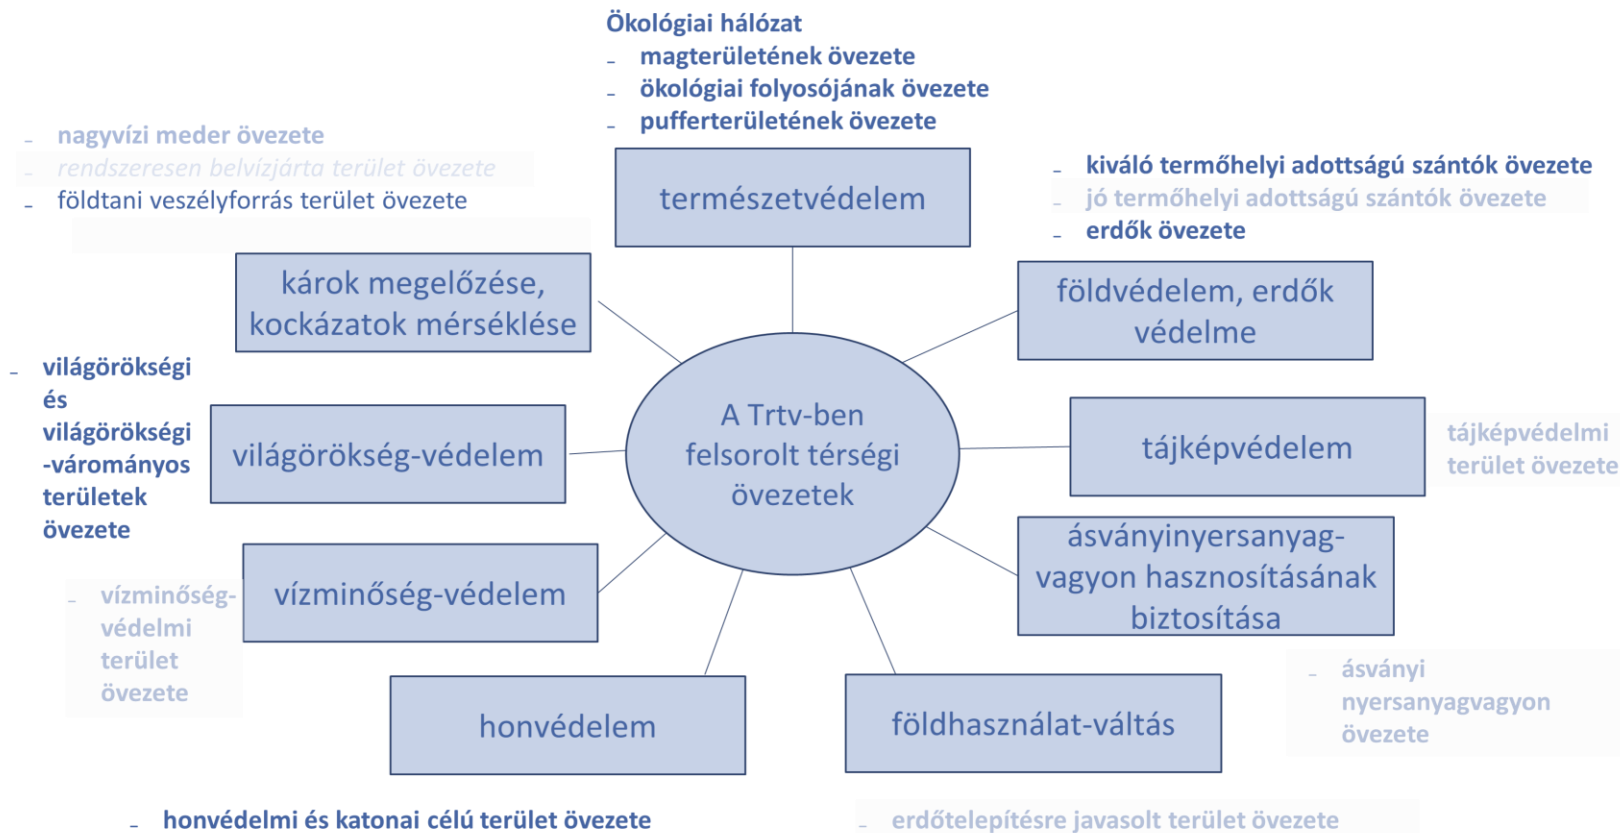 Ökológiai hálózat
- magterületének övezete
- ökológiai folyosójának övezete
- pufferterületének övezete
természetvédelem
- nagyvízi meder övezete
- rendszeresen belvízjárta terület övezete
- földtani veszélyforrás terület övezete
károk megelőzése,
kockázatok mérséklése
- kiváló termőhelyi adottságú szántók övezete
- jó termőhelyi adottságú szántók övezete
- erdők övezete
földvédelem, erdők
védelme
- világörökségi
és
világörökségi
-várományos
területek
övezete
világörökség-védelem
A Trtv-ben
felsorolt térségi
övezetek
tájképvédelem
tájképvédelmi
terület övezete
- vízminőség-
védelmi
terület
övezete
vízminőség-védelem
ásványinyersanyag-
vagyon hasznosításának
biztosítása
- ásványi
nyersanyagvagyon
övezete
honvédelem
- honvédelmi és katonai célú terület övezete
földhasználat-váltás
- erdőtelepítésre javasolt terület övezete